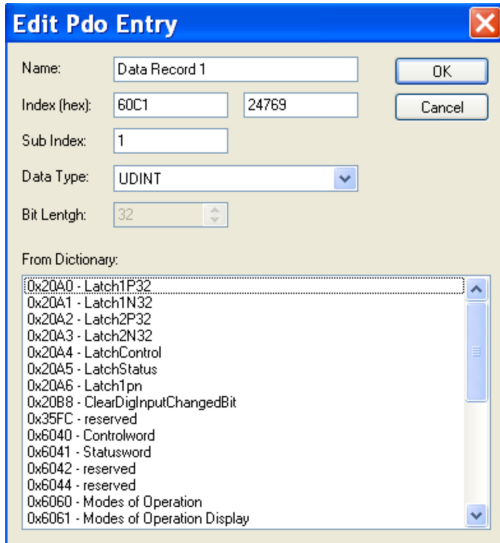 Edit Pdo Entry
Name: Data Record 1 OK
Index (hex): 60C1 24769 Cancel
Sub Index: 1
Data Type: UDINT
Bit Lentgh: 32
From Dictionary:
0x20A0 - Latch1P32
0x20A1 - Latch1N32
0x20A2 - Latch2P32
0x20A3 - Latch2N32
0x20A4 - LatchControl
0x20A5 - LatchStatus
0x20A6 - Latch1pn
0x20B8 - ClearDigInputChangedBit
0x35FC - reserved
0x6040 - Controlword
0x6041 - Statusword
0x6042 - reserved
0x6044 - reserved
0x6060 - Modes of Operation
0x6061 - Modes of Operation Display